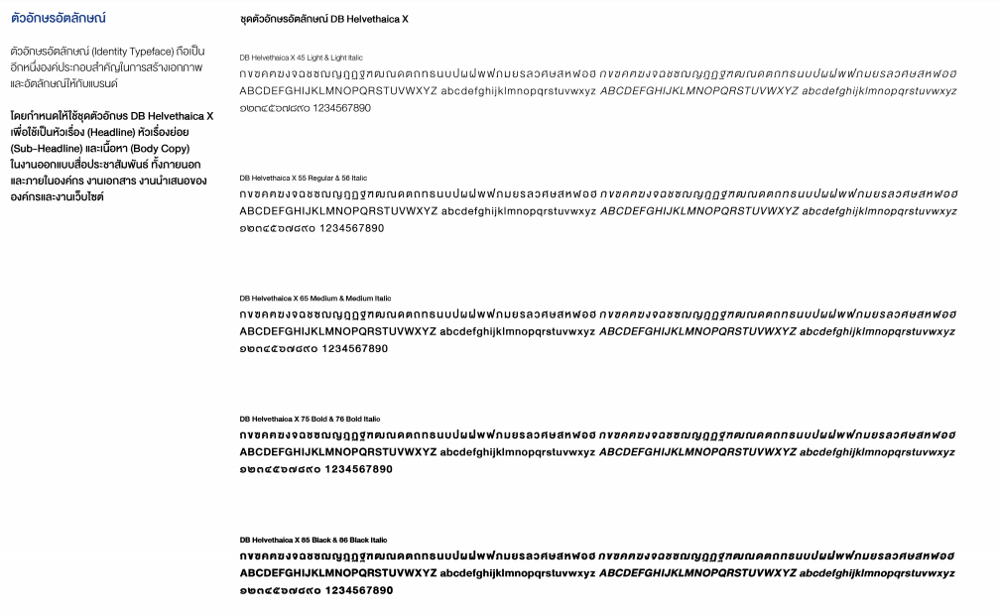 ตัวอักษรอัตลักษณ์
ตัวอักษรอัตลักษณ์ (Identity Typeface) ถือเป็น
อีกหนึ่งองค์ประกอบสำคัญในการสร้างเอกภาพ
และอัตลักษณ์ให้กับแบรนด์
โดยกำหนดให้ใช้ชุดตัวอักษร DB Helvethaica X
เพื่อใช้เป็นหัวเรื่อง (Headline) หัวเรื่องย่อย
(Sub-Headline) และเนื้อหา (Body Copy)
ในงานออกแบบสื่อประชาสัมพันธ์ ทั้งภายนอก
และภายในองค์กร งานเอกสาร งานนำเสนอของ
องค์กรและงานเว็บไซต์
ชุดตัวอักษรอัตลักษณ์ DB Helvethaica X
DB Helvethaica X 45 Light & Light Italic
กขฃคฅฆงจฉชซฌญฎฏฐฑฒณดตถทธนบปผฝพฟภมยรลวศษสหฬอฮ กขฃคฅฆงจฉชซฌญฎฏฐฑฒณดตถทธนบปผฝพฟภมยรลวศษสหฬอฮ
ABCDEFGHIJKLMNOPQRSTUVWXYZ abcdefghijklmnopqrstuvwxyz ABCDEFGHIJKLMNOPQRSTUVWXYZ abcdefghijklmnopqrstuvwxyz
๑๒๓๔๕๖๗๘๙๐ 1234567890
DB Helvethaica X 55 Regular & 56 Italic
กขฃคฅฆงจฉชซฌญฎฏฐฑฒณดตถทธนบปผฝพฟภมยรลวศษสหฬอฮ กขฃคฅฆงจฉชซฌญฎฏฐฑฒณดตถทธนบปผฝพฟภมยรลวศษสหฬอฮ
ABCDEFGHIJKLMNOPQRSTUVWXYZ abcdefghijklmnopqrstuvwxyz ABCDEFGHIJKLMNOPQRSTUVWXYZ abcdefghijklmnopqrstuvwxyz
๑๒๓๔๕๖๗๘๙๐ 1234567890
DB Helvethaica X 65 Medium & Medium Italic
กขฃคฅฆงจฉชซฌญฎฏฐฑฒณดตถทธนบปผฝพฟภมยรลวศษสหฬอฮ กขฃคฅฆงจฉชซฌญฎฏฐฑฒณดตถทธนบปผฝพฟภมยรลวศษสหฬอฮ
ABCDEFGHIJKLMNOPQRSTUVWXYZ abcdefghijklmnopqrstuvwxyz ABCDEFGHIJKLMNOPQRSTUVWXYZ abcdefghijklmnopqrstuvwxyz
๑๒๓๔๕๖๗๘๙๐ 1234567890
DB Helvethaica X 75 Bold & 76 Bold Italic
กขฃคฅฆงจฉชซฌญฎฏฐฑฒณดตถทธนบปผฝพฟภมยรลวศษสหฬอฮ กขฃคฅฆงจฉชซฌญฎฏฐฑฒณดตถทธนบปผฝพฟภมยรลวศษสหฬอฮ
ABCDEFGHIJKLMNOPQRSTUVWXYZ abcdefghijklmnopqrstuvwxyz ABCDEFGHIJKLMNOPQRSTUVWXYZ abcdefghijklmnopqrstuvwxyz
๑๒๓๔๕๖๗๘๙๐ 1234567890
DB Helvethaica X 85 Black & 86 Black Italic
กขฃคฅฆงจฉชซฌญฎฏฐฑฒณดตถทธนบปผฝพฟภมยรลวศษสหฬอฮ กขฃคฅฆงจฉชซฌญฎฏฐฑฒณดตถทธนบปผฝพฟภมยรลวศษสหฬอฮ
ABCDEFGHIJKLMNOPQRSTUVWXYZ abcdefghijklmnopqrstuvwxyz ABCDEFGHIJKLMNOPQRSTUVWXYZ abcdefghijklmnopqrstuvwxyz
๑๒๓๔๕๖๗๘๙๐ 1234567890